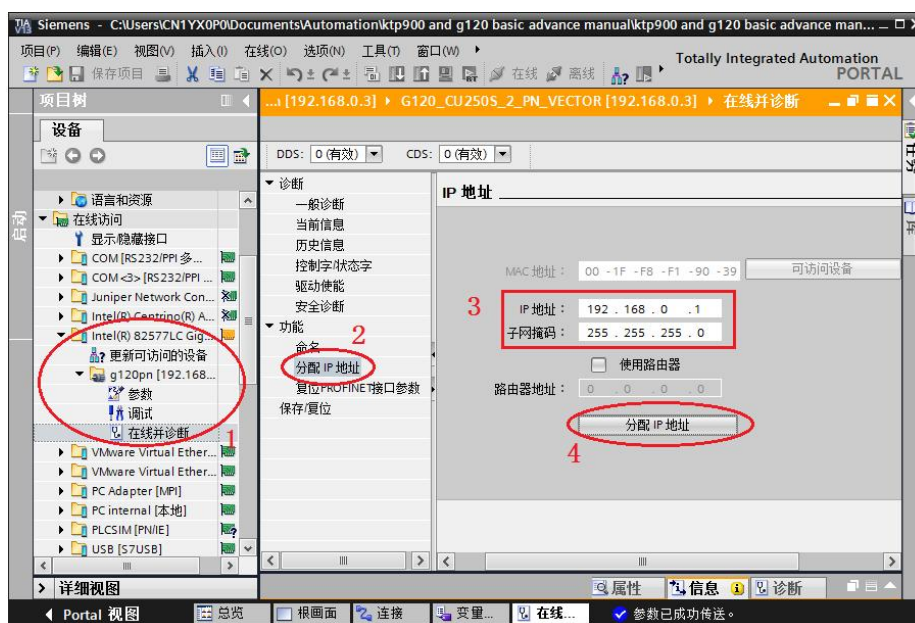 Siemens - C:\Users\CN1YX0P0\Documents\Automation\ktp900 and g120 basic advance manual\ktp900 and g120 basic advance man...
项目(P) 编辑(E) 视图(V) 插入(I) 在线(O) 选项(N) 工具(T) 窗口(W)
Totally Integrated Automation
PORTAL
保存项目 在线 离线
项目树
...) [192.168.0.3] G120_CU250S_2_PN_VECTOR [192.168.0.3] 在线并诊断
设备
DDS: 0 (有效) CDS: 0 (有效)
语言和资源
在线访问
显示/隐藏接口
COM [RS232/PPI 多...
COM <3> [RS232/PPI ...
Juniper Network Con...
Intel(R) Centrino(R) A...
Intel(R) 82577LC Gig...
更新可访问的设备
g120pn [192.168...
参数
调试
在线并诊断
1
VMware Virtual Ether...
VMware Virtual Ether...
PC Adapter [MPI]
PC internal [本地]
PLCSIM [PN/IE]
USB [S7USB]
详细视图
诊断
一般诊断
当前信息
历史信息
控制字/状态字
驱动使能
安全诊断
功能
2
命名
分配 IP 地址
复位PROFINET接口参数
保存/复位
IP 地址
MAC 地址： 00 -1F -F8 -F1 -90 -39 可访问设备
3
IP 地址： 192 . 168 . 0 . 1
子网掩码： 255 . 255 . 255 . 0
使用路由器
路由器地址： 0 . 0 . 0 . 0
分配 IP 地址
4
属性 信息 诊断
启动
任务
Portal 视图 总览 根画面 连接 变量... 在线... 参数已成功传送。